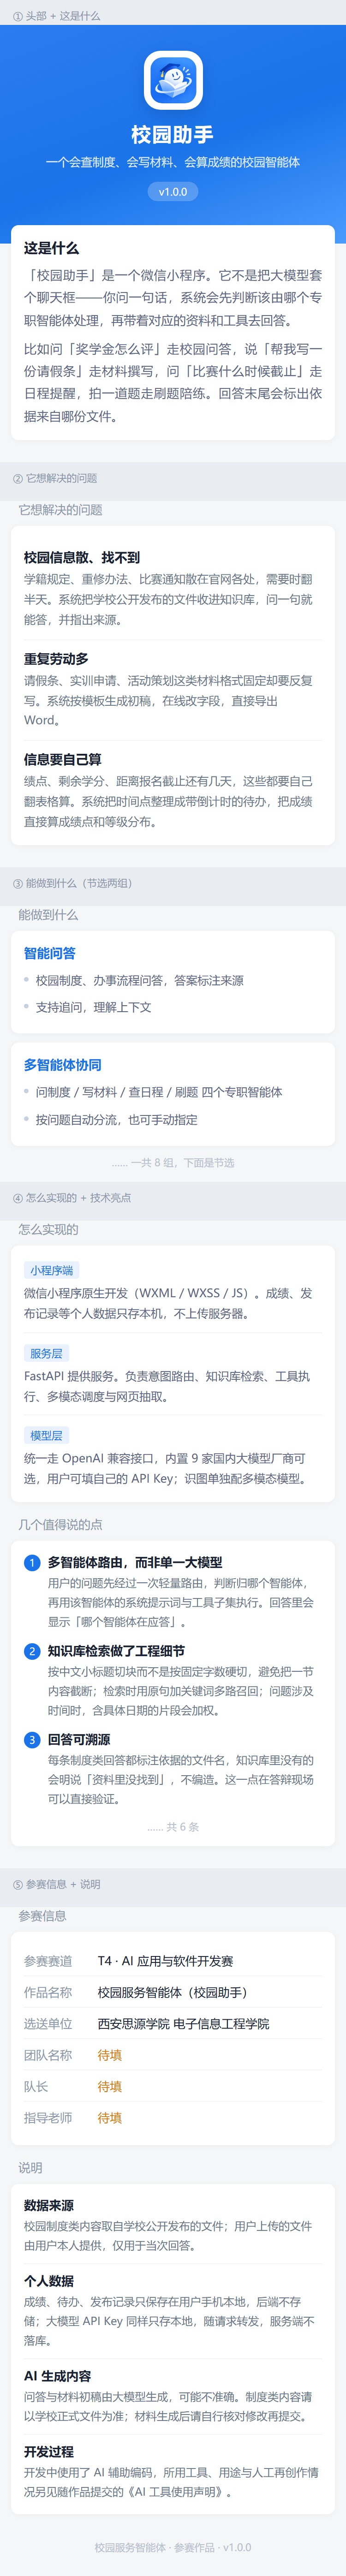 ① 头部 + 这是什么
校园助手
一个会查制度、会写材料、会算成绩的校园智能体
v1.0.0
这是什么
「校园助手」是一个微信小程序。它不是把大模型套
个聊天框——你问一句话，系统会先判断该由哪个专
职智能体处理，再带着对应的资料和工具去回答。
比如问「奖学金怎么评」走校园问答，说「帮我写一
份请假条」走材料撰写，问「比赛什么时候截止」走
日程提醒，拍一道题走刷题陪练。回答末尾会标出依
据来自哪份文件。
② 它想解决的问题
它想解决的问题
校园信息散、找不到
学籍规定、重修办法、比赛通知散在官网各处，需要时翻
半天。系统把学校公开发布的文件收进知识库，问一句就
能答，并指出来源。
重复劳动多
请假条、实训申请、活动策划这类材料格式固定却要反复
写。系统按模板生成初稿，在线改字段，直接导出
Word。
信息要自己算
绩点、剩余学分、距离报名截止还有几天，这些都要自己
翻表格算。系统把时间点整理成带倒计时的待办，把成绩
直接算成绩点和等级分布。
③ 能做到什么（节选两组）
能做到什么
智能问答
校园制度、办事流程问答，答案标注来源
支持追问，理解上下文
多智能体协同
问制度 / 写材料 / 查日程 / 刷题 四个专职智能体
按问题自动分流，也可手动指定
…… 一共 8 组，下面是节选
④ 怎么实现的 + 技术亮点
怎么实现的
小程序端
微信小程序原生开发（WXML / WXSS / JS）。成绩、发
布记录等个人数据只存本机，不上传服务器。
服务层
FastAPI 提供服务。负责意图路由、知识库检索、工具执
行、多模态调度与网页抽取。
模型层
统一走 OpenAI 兼容接口，内置 9 家国内大模型厂商可
选，用户可填自己的 API Key；识图单独配多模态模型。
几个值得说的点
1 多智能体路由，而非单一大模型
用户的问题先经过一次轻量路由，判断归哪个智能体，
再用该智能体的系统提示词与工具子集执行。回答里会
显示「哪个智能体在应答」。
2 知识库检索做了工程细节
按中文小标题切块而不是按固定字数硬切，避免把一节
内容截断；检索时用原句加关键词多路召回；问题涉及
时间时，含具体日期的片段会加权。
3 回答可溯源
每条制度类回答都标注依据的文件名，知识库里没有的
会明说「资料里没找到」，不编造。这一点在答辩现场
可以直接验证。
…… 共 6 条
⑤ 参赛信息 + 说明
参赛信息
参赛赛道 T4 · AI 应用与软件开发赛
作品名称 校园服务智能体（校园助手）
选送单位 西安思源学院 电子信息工程学院
团队名称 待填
队长 待填
指导老师 待填
说明
数据来源
校园制度类内容取自学校公开发布的文件；用户上传的文件
由用户本人提供，仅用于当次回答。
个人数据
成绩、待办、发布记录只保存在用户手机本地，后端不存
储；大模型 API Key 同样只存本地，随请求转发，服务端不
落库。
AI 生成内容
问答与材料初稿由大模型生成，可能不准确。制度类内容请
以学校正式文件为准；材料生成后请自行核对修改再提交。
开发过程
开发中使用了 AI 辅助编码，所用工具、用途与人工再创作情
况另见随作品提交的《AI 工具使用声明》。
校园服务智能体 · 参赛作品 · v1.0.0